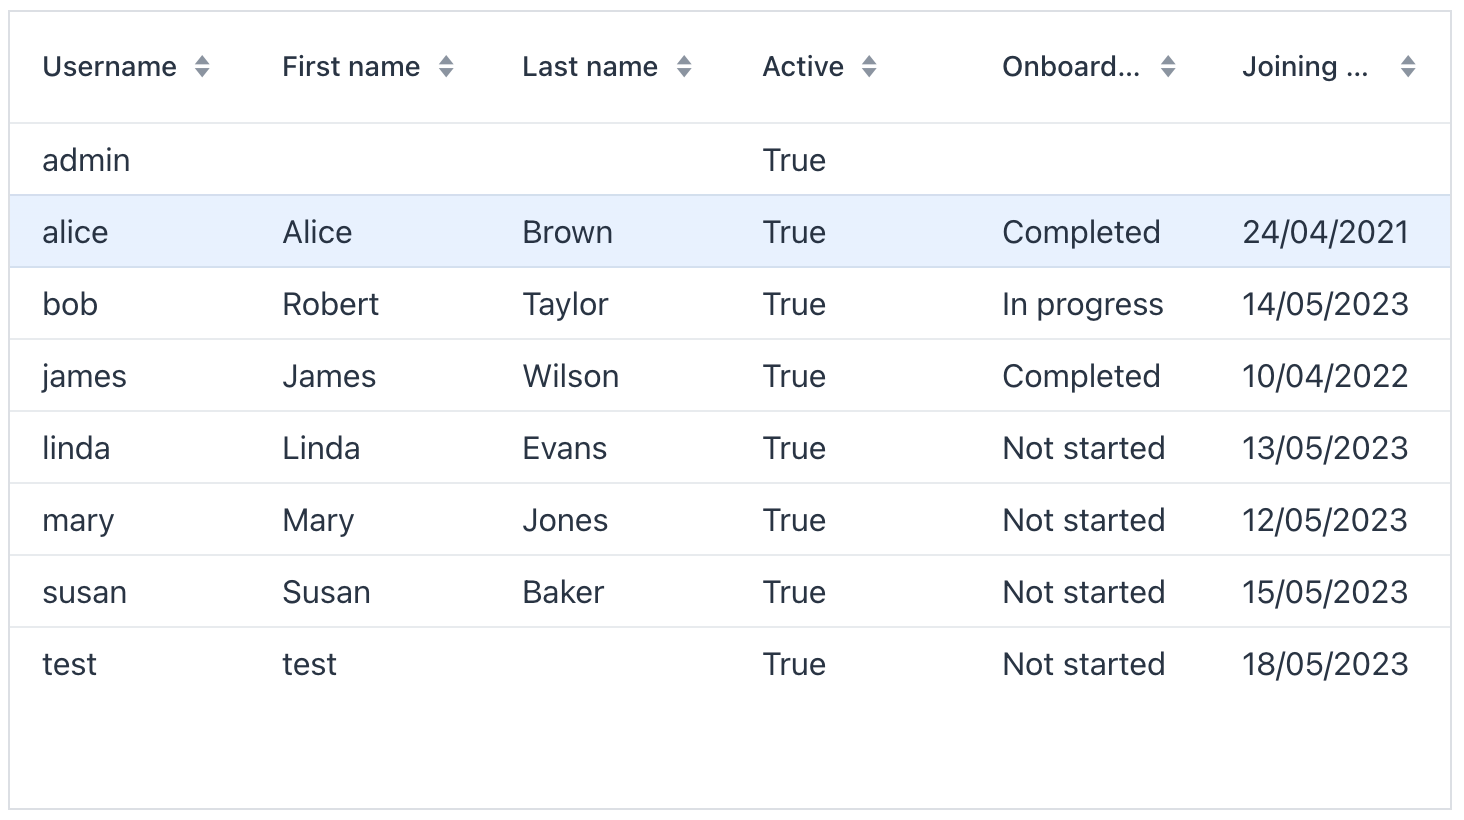 Username First name Last name Active Onboard... Joining ...
admin True
alice Alice Brown True Completed 24/04/2021
bob Robert Taylor True In progress 14/05/2023
james James Wilson True Completed 10/04/2022
linda Linda Evans True Not started 13/05/2023
mary Mary Jones True Not started 12/05/2023
susan Susan Baker True Not started 15/05/2023
test test True Not started 18/05/2023